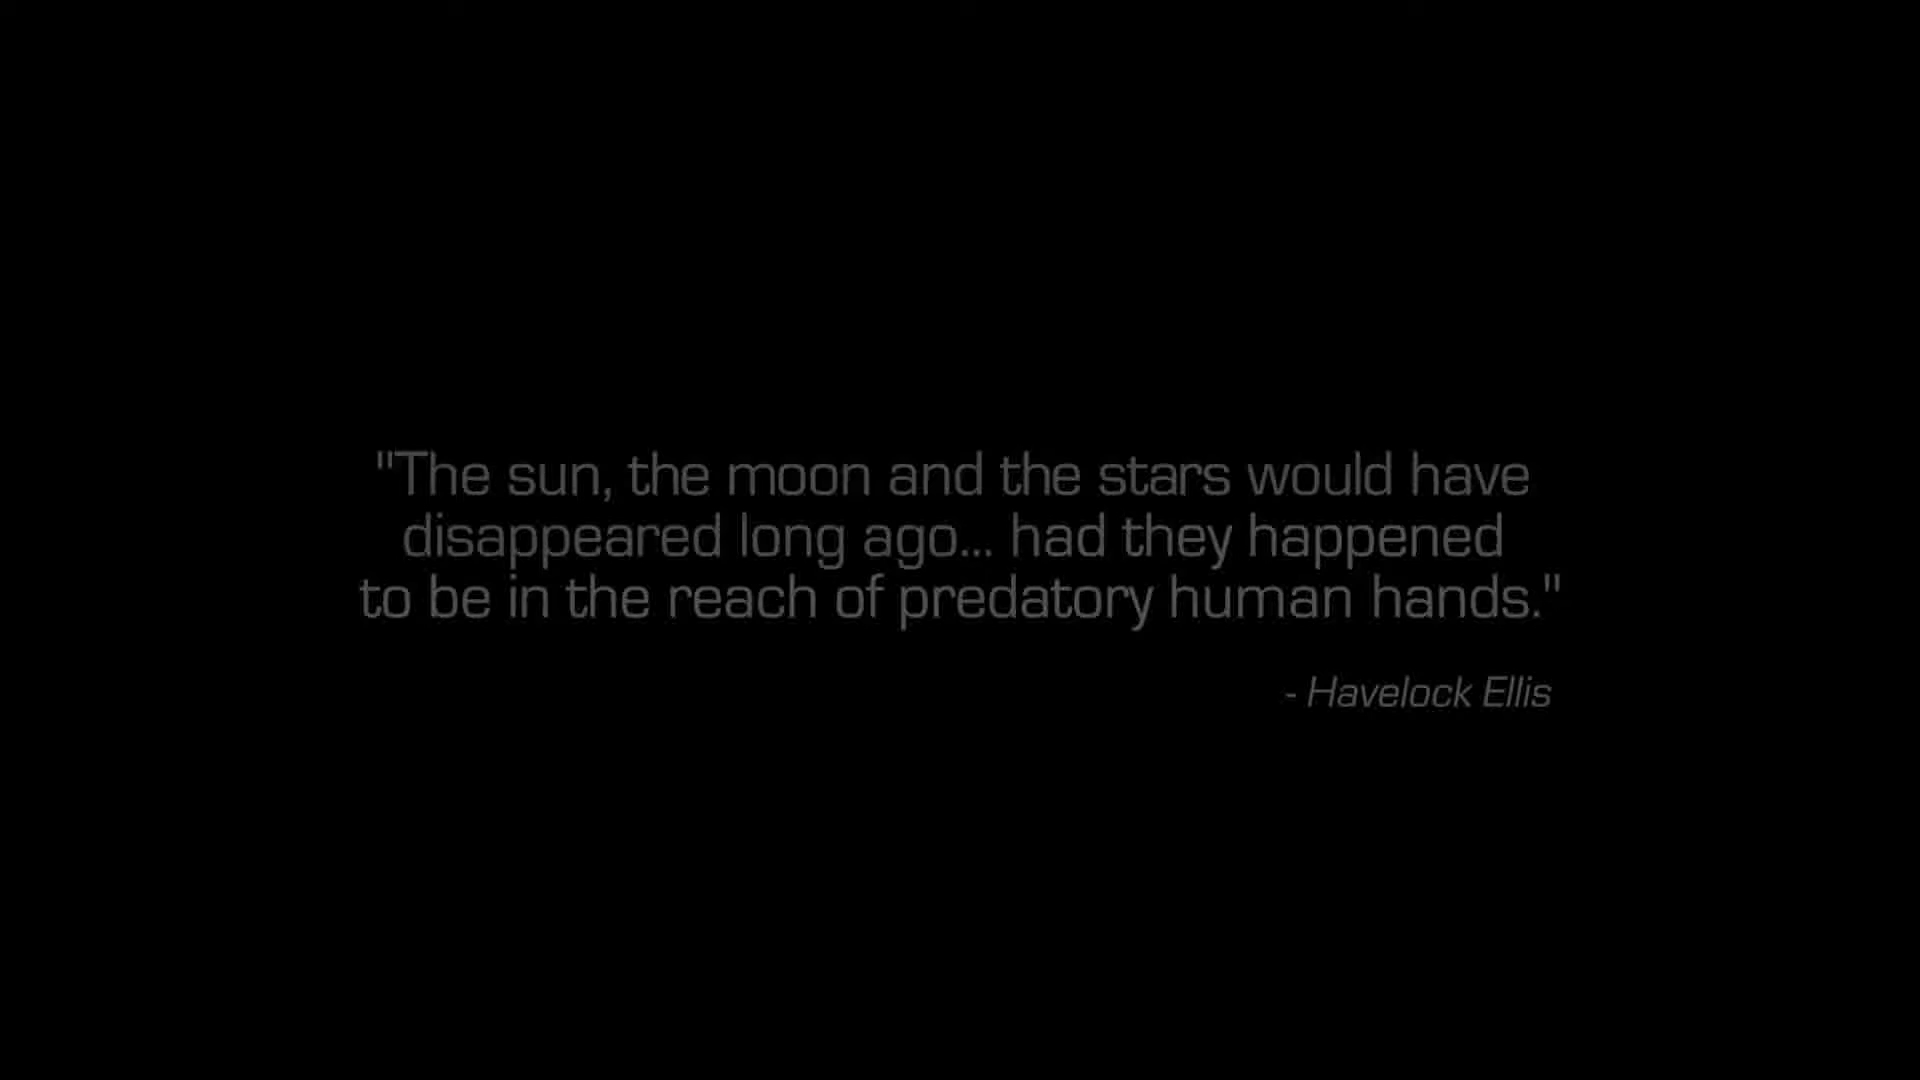 "The sun, the moon and the stars would have
disappeared long ago... had they happened
to be in the reach of predatory human hands."
- Havelock Ellis